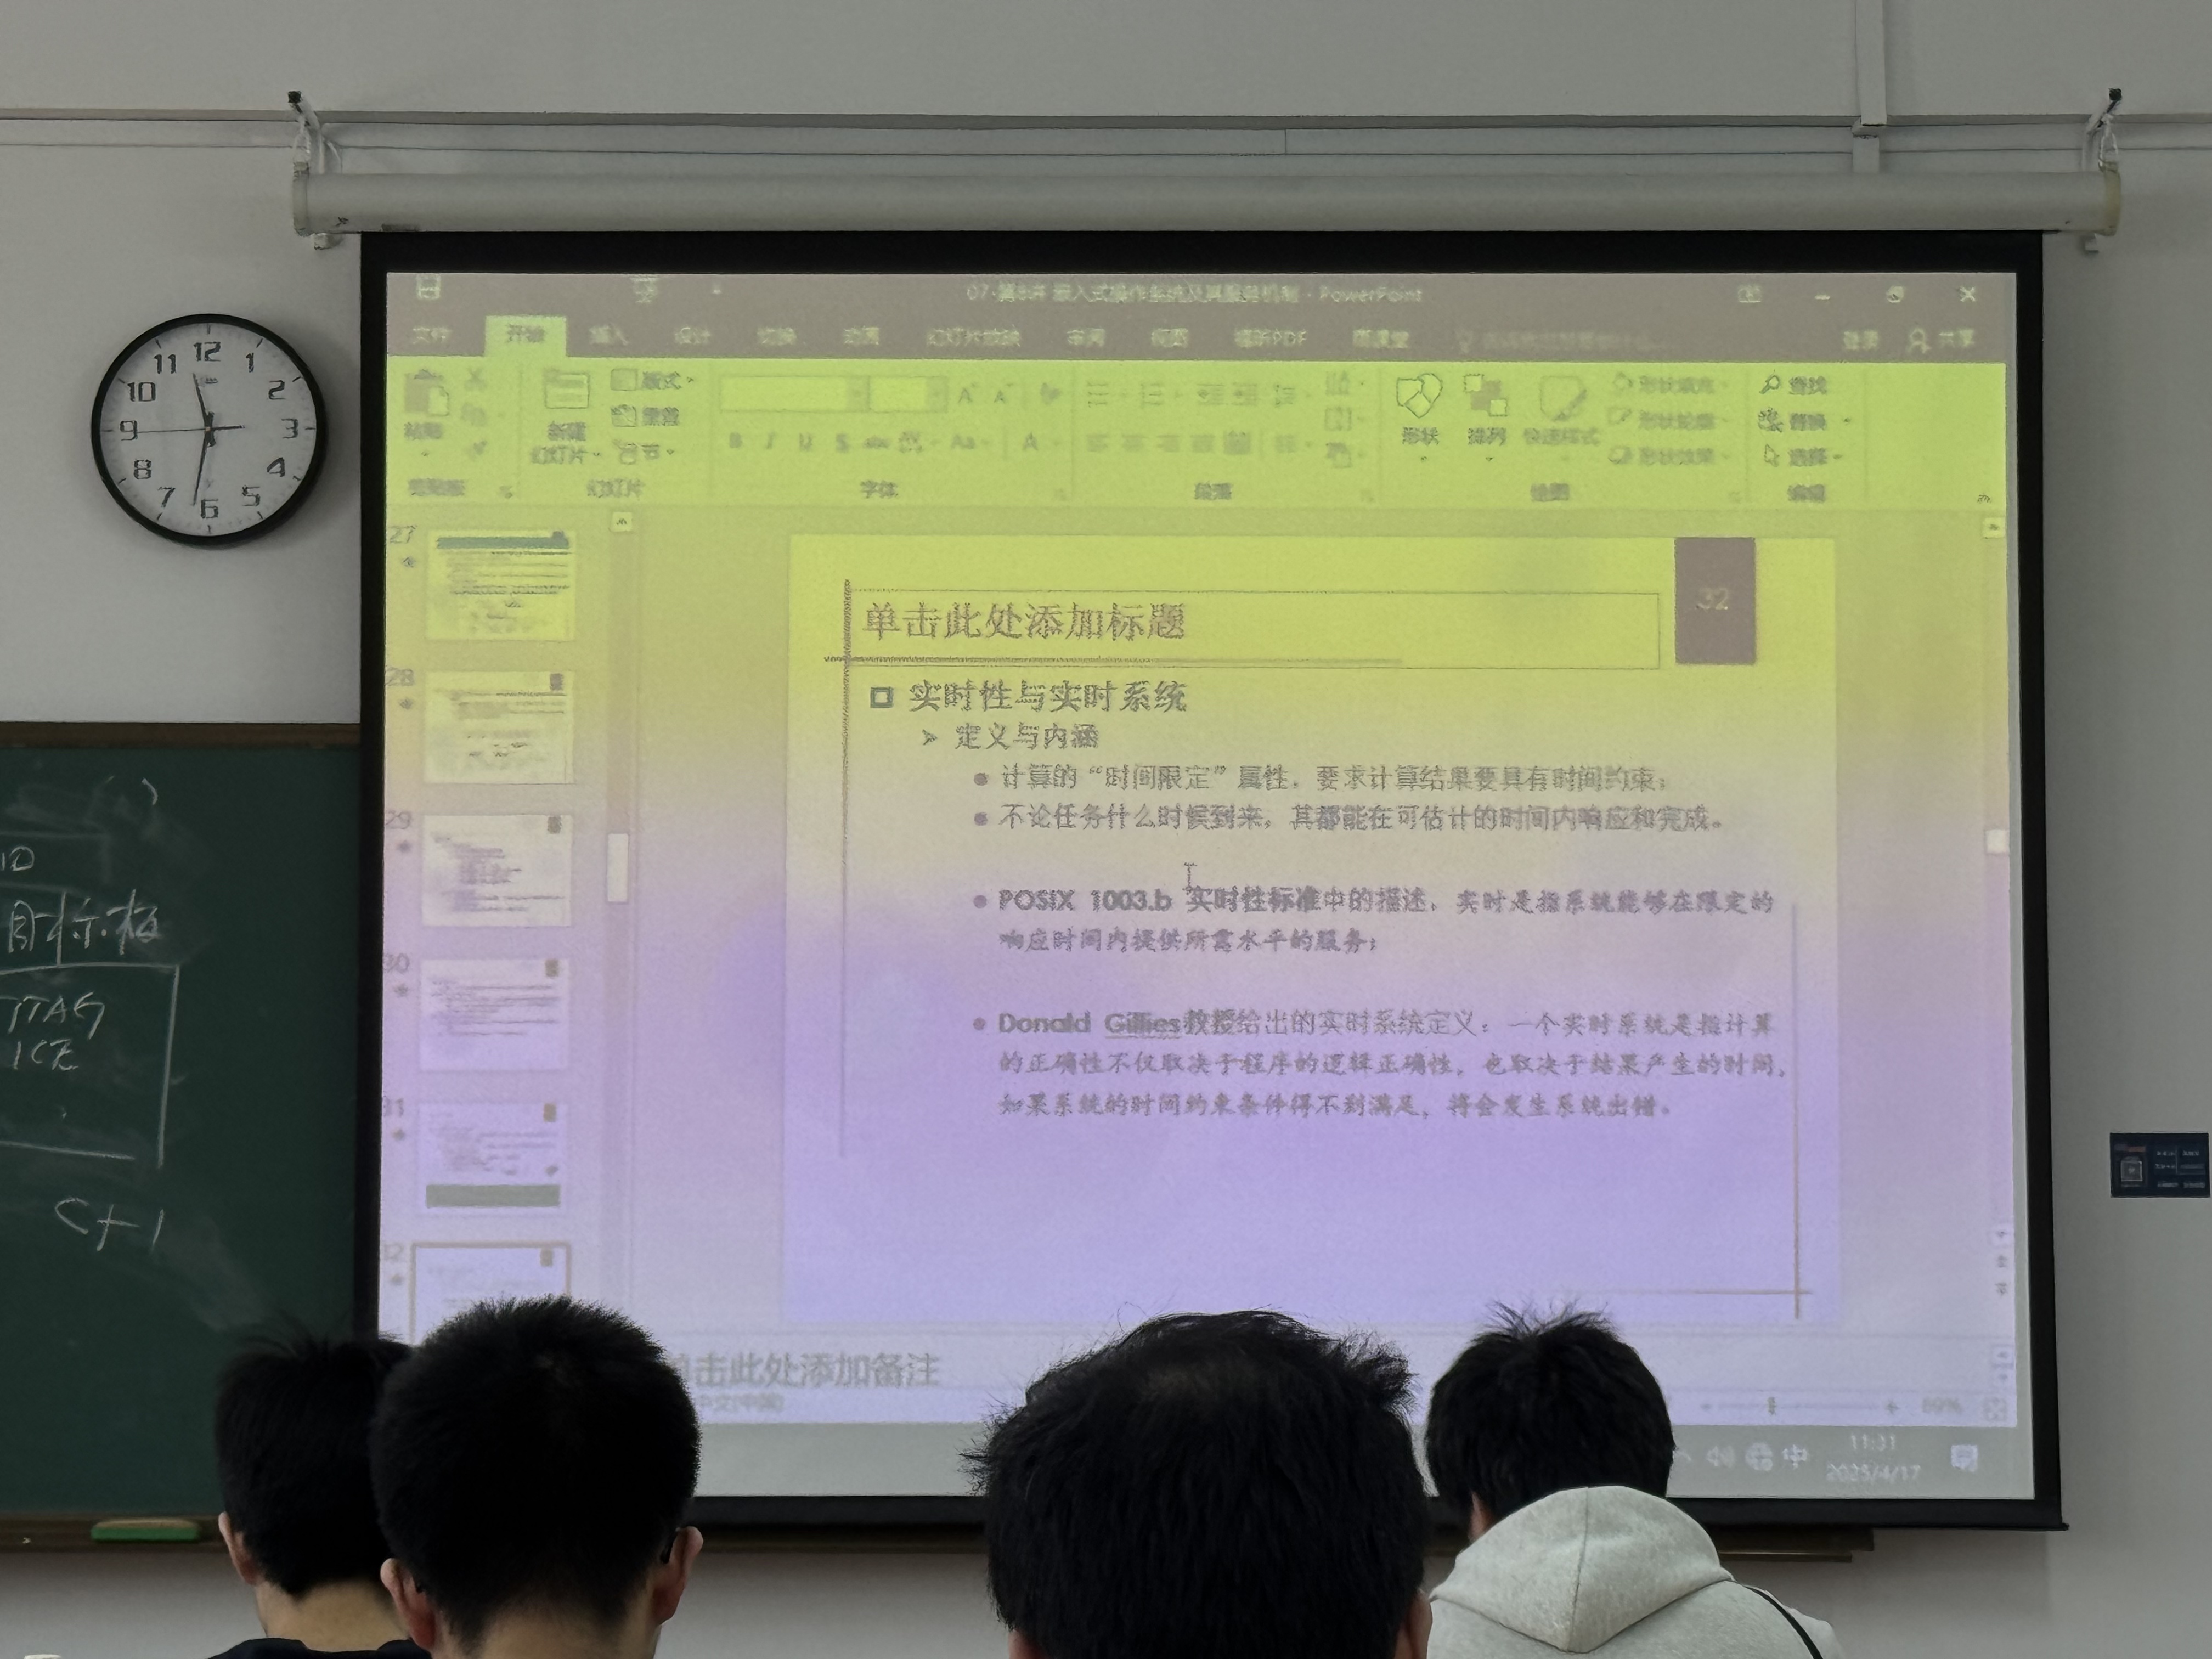 07-第8讲 嵌入式操作系统及其服务机制 - PowerPoint
文件 开始 插入 设计 切换 动画 幻灯片放映 审阅 视图 福昕PDF 雨课堂 登录 共享
粘贴 新建 幻灯片 版式 重置 节
形状 排列 快速样式 形状填充 形状轮廓 形状效果 查找 替换 选择
剪贴板 幻灯片 字体 段落 绘图 编辑
12 1 2 3 4 5 6 7 8 9 10 11
27
28
29
30
31
32
单击此处添加标题
实时性与实时系统
定义与内涵
计算的“时间限定”属性，要求计算结果要具有时间约束；
不论任务什么时候到来，其都能在可估计的时间内响应和完成。
POSIX 1003.b 实时性标准中的描述，实时是指系统能够在限定的
响应时间内提供所需水平的服务；
Donald Gillies教授给出的实时系统定义：一个实时系统是指计算
的正确性不仅取决于程序的逻辑正确性，也取决于结果产生的时间，
如果系统的时间约束条件得不到满足，将会发生系统出错。
单击此处添加备注
中文(中国)
89%
中
11:31
2025/4/17
目标板
JTAG
ICE